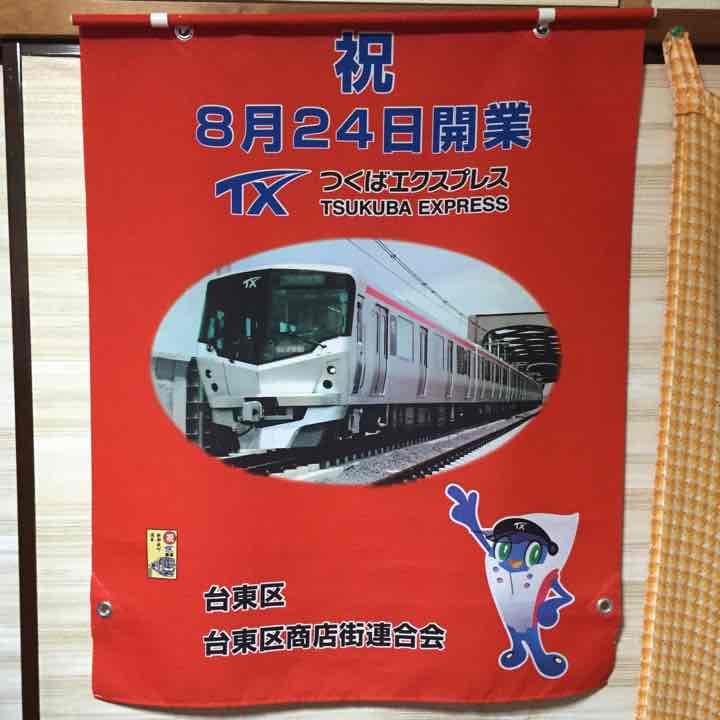 祝
8月24日開業
TX つくばエクスプレス
TSUKUBA EXPRESS
TX
TX
祝
台東区
台東区商店街連合会